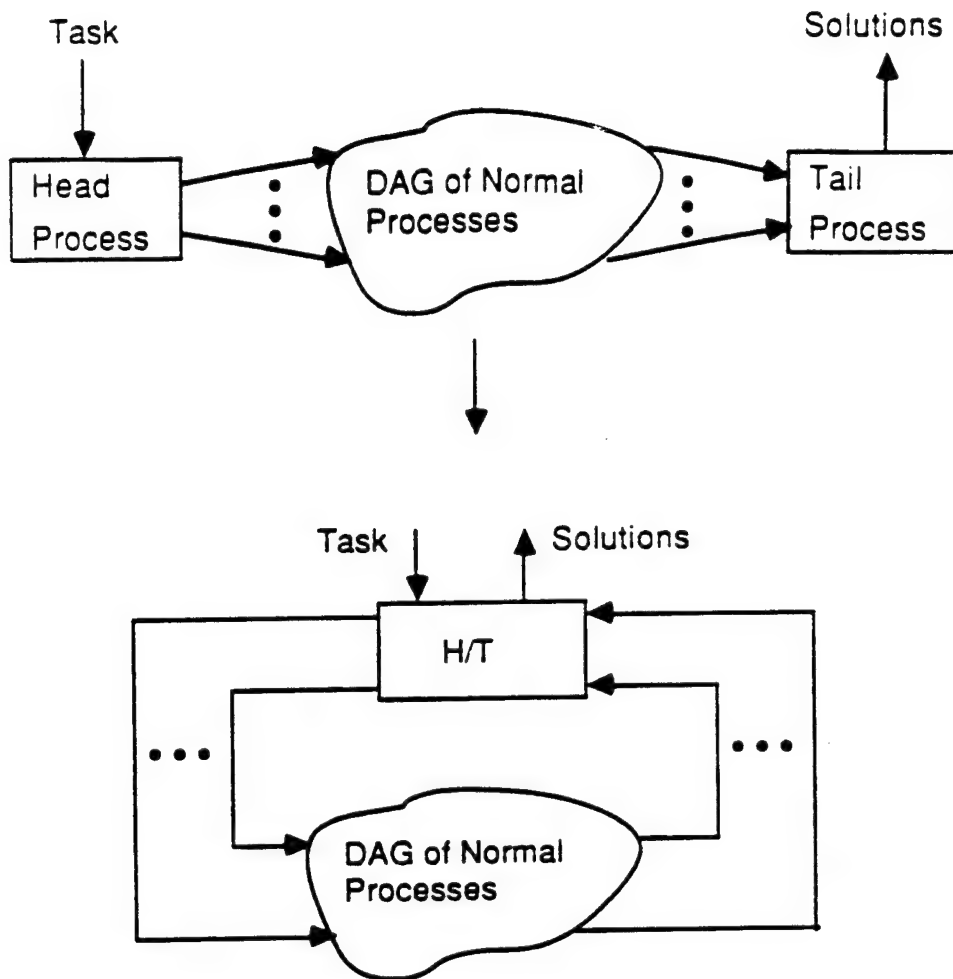 Task
Solutions
Head
Process
DAG of Normal
Processes
Tail
Process
Task
Solutions
H/T
DAG of Normal
Processes